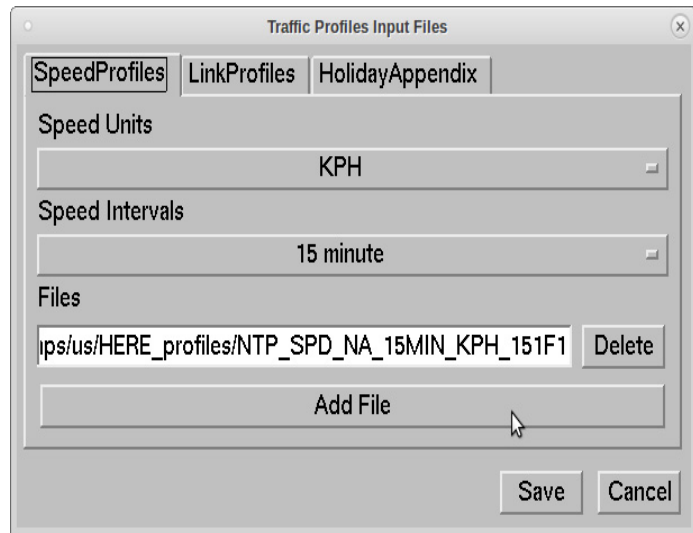 Traffic Profiles Input Files
SpeedProfiles LinkProfiles HolidayAppendix
Speed Units
KPH
Speed Intervals
15 minute
Files
ıps/us/HERE_profiles/NTP_SPD_NA_15MIN_KPH_151F1 Delete
Add File
Save Cancel